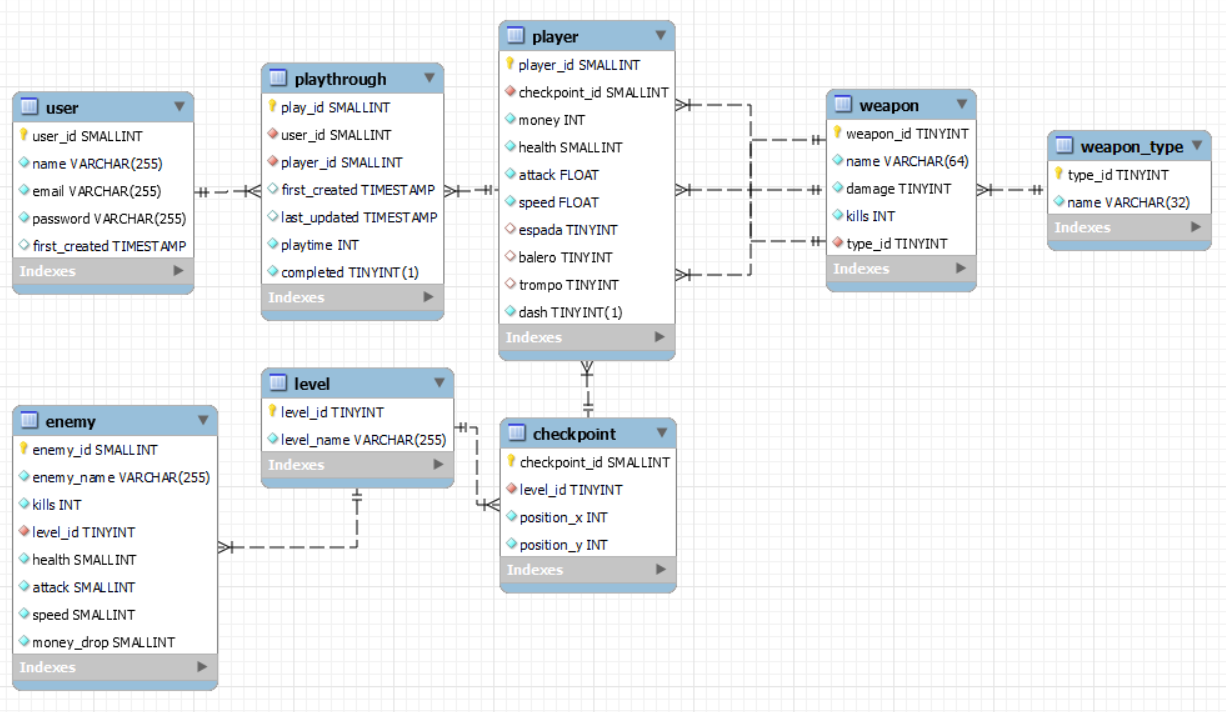 user
user_id SMALLINT
name VARCHAR(255)
email VARCHAR(255)
password VARCHAR(255)
first_created TIMESTAMP
Indexes
playthrough
play_id SMALLINT
user_id SMALLINT
player_id SMALLINT
first_created TIMESTAMP
last_updated TIMESTAMP
playtime INT
completed TINYINT(1)
Indexes
player
player_id SMALLINT
checkpoint_id SMALLINT
money INT
health SMALLINT
attack FLOAT
speed FLOAT
espada TINYINT
balero TINYINT
trompo TINYINT
dash TINYINT(1)
Indexes
weapon
weapon_id TINYINT
name VARCHAR(64)
damage TINYINT
kills INT
type_id TINYINT
Indexes
weapon_type
type_id TINYINT
name VARCHAR(32)
Indexes
enemy
enemy_id SMALLINT
enemy_name VARCHAR(255)
kills INT
level_id TINYINT
health SMALLINT
attack SMALLINT
speed SMALLINT
money_drop SMALLINT
Indexes
level
level_id TINYINT
level_name VARCHAR(255)
Indexes
checkpoint
checkpoint_id SMALLINT
level_id TINYINT
position_x INT
position_y INT
Indexes